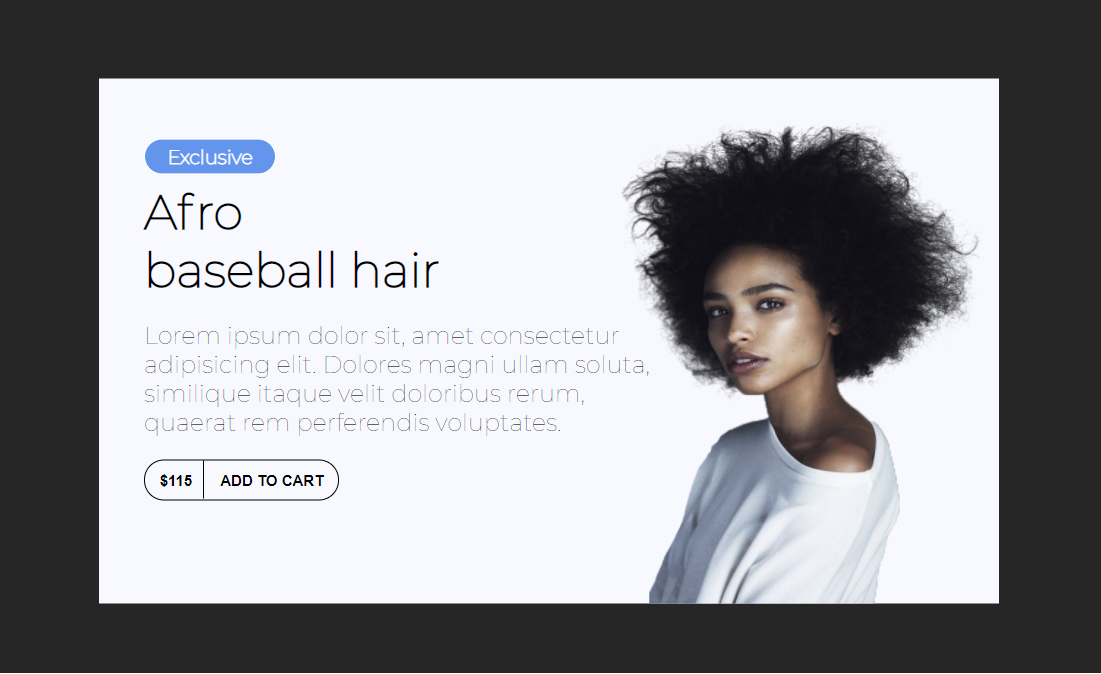 Exclusive
Afro
baseball hair
Lorem ipsum dolor sit, amet consectetur
adipisicing elit. Dolores magni ullam soluta,
similique itaque velit doloribus rerum,
quaerat rem perferendis voluptates.
$115 ADD TO CART